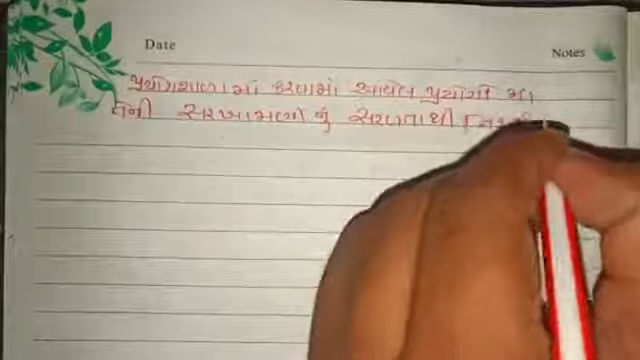 Date
Notes
પ્રયોગશાળામાં કરવામાં આવેલ પ્રયોગો માં
તેની સરખામણીનું સરળતાથી